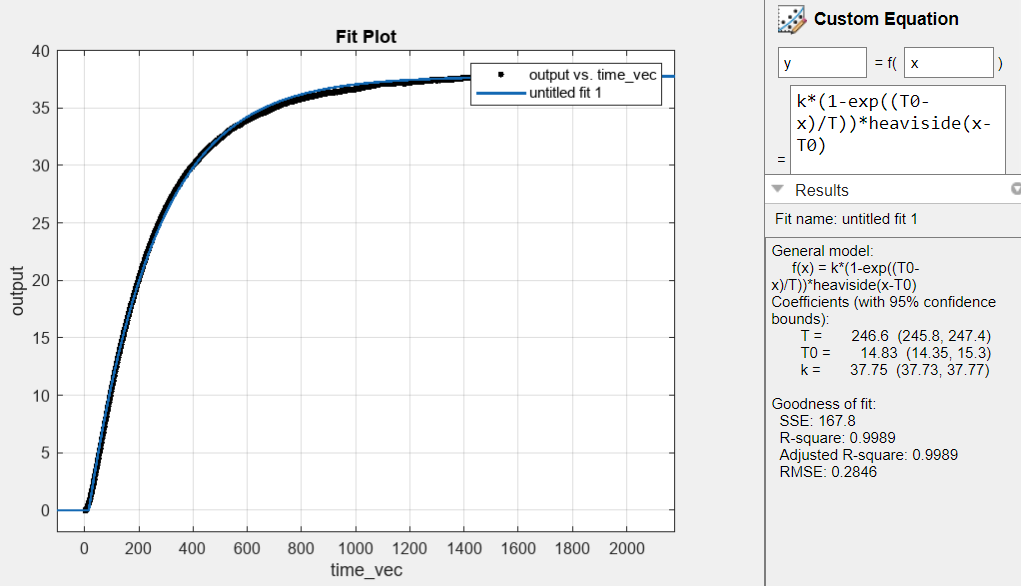 Fit Plot
output vs. time_vec
untitled fit 1
40
35
30
25
20
15
10
5
0
output
0 200 400 600 800 1000 1200 1400 1600 1800 2000
time_vec
Custom Equation
y = f( x )
= k*(1-exp((T0-
x)/T))*heaviside(x-
T0)
Results
Fit name: untitled fit 1
General model:
f(x) = k*(1-exp((T0-
x)/T))*heaviside(x-T0)
Coefficients (with 95% confidence
bounds):
T = 246.6 (245.8, 247.4)
T0 = 14.83 (14.35, 15.3)
k = 37.75 (37.73, 37.77)
Goodness of fit:
SSE: 167.8
R-square: 0.9989
Adjusted R-square: 0.9989
RMSE: 0.2846